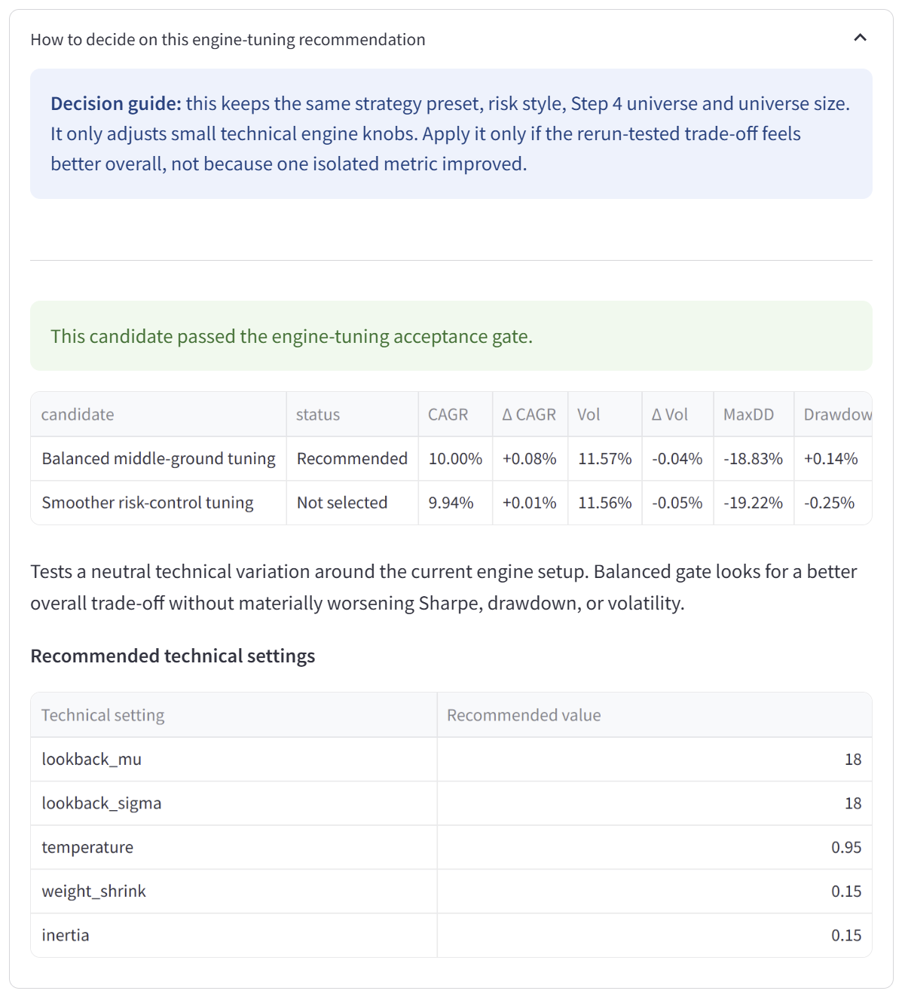 How to decide on this engine-tuning recommendation
Decision guide: this keeps the same strategy preset, risk style, Step 4 universe and universe size.
It only adjusts small technical engine knobs. Apply it only if the rerun-tested trade-off feels
better overall, not because one isolated metric improved.
This candidate passed the engine-tuning acceptance gate.
candidate status CAGR Δ CAGR Vol Δ Vol MaxDD Drawdow
Balanced middle-ground tuning Recommended 10.00% +0.08% 11.57% -0.04% -18.83% +0.14%
Smoother risk-control tuning Not selected 9.94% +0.01% 11.56% -0.05% -19.22% -0.25%
Tests a neutral technical variation around the current engine setup. Balanced gate looks for a better
overall trade-off without materially worsening Sharpe, drawdown, or volatility.
Recommended technical settings
Technical setting Recommended value
lookback_mu 18
lookback_sigma 18
temperature 0.95
weight_shrink 0.15
inertia 0.15